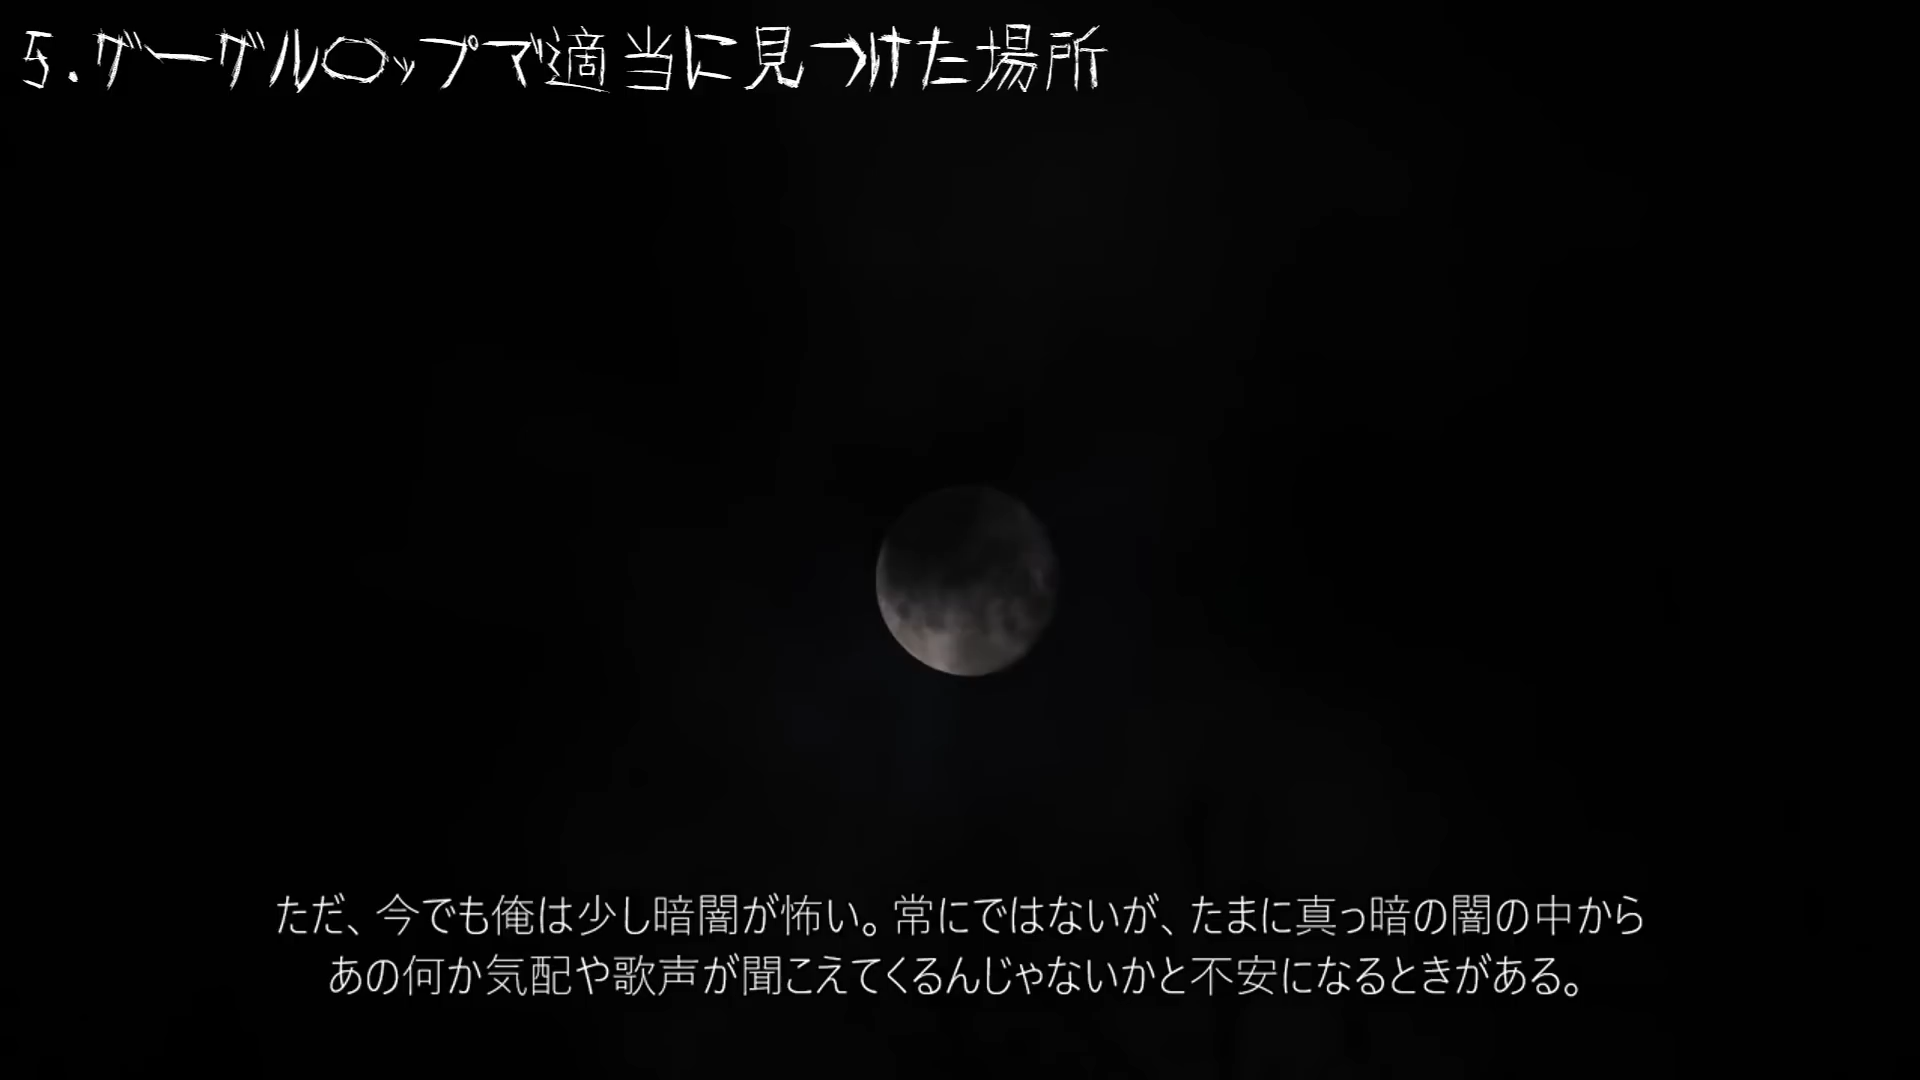 5.グーグル〇ップで適当に見つけた場所
ただ、今でも俺は少し暗闇が怖い。常にではないが、たまに真っ暗の闇の中から
あの何か気配や歌声が聞こえてくるんじゃないかと不安になるときがある。